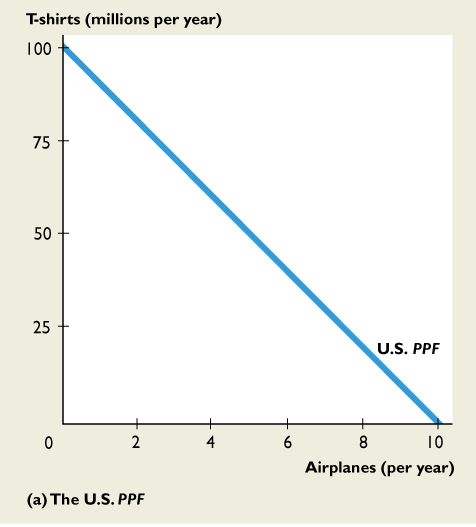 T-shirts (millions per year)
100
75
50
25
U.S. PPF
0 2 4 6 8 10
Airplanes (per year)
(a) The U.S. PPF